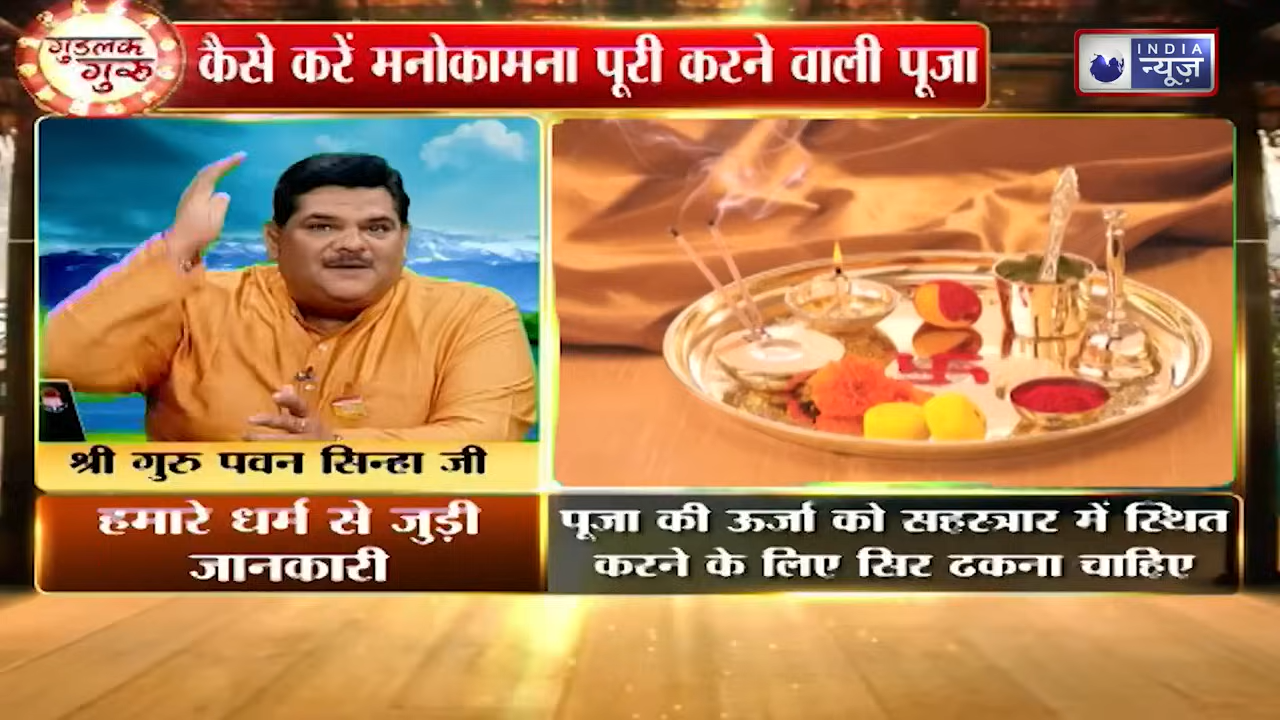 गुडलक
गुरु
कैसे करें मनोकामना पूरी करने वाली पूजा
INDIA
न्यूज़
श्री गुरु पवन सिन्हा जी
हमारे धर्म से जुड़ी
जानकारी
पूजा की ऊर्जा को सहस्त्रार में स्थित
करने के लिए सिर ढकना चाहिए